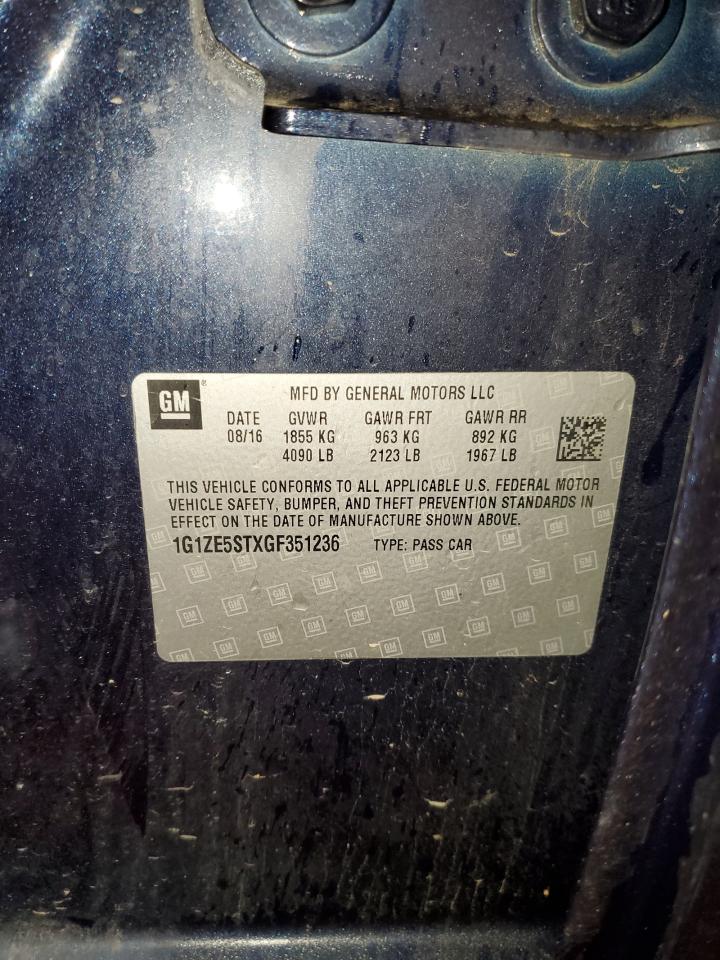 GM® MFD BY GENERAL MOTORS LLC
DATE GVWR GAWR FRT GAWR RR
08/16 1855 KG 963 KG 892 KG
4090 LB 2123 LB 1967 LB
THIS VEHICLE CONFORMS TO ALL APPLICABLE U.S. FEDERAL MOTOR
VEHICLE SAFETY, BUMPER, AND THEFT PREVENTION STANDARDS IN
EFFECT ON THE DATE OF MANUFACTURE SHOWN ABOVE.
1G1ZE5STXGF351236 TYPE: PASS CAR